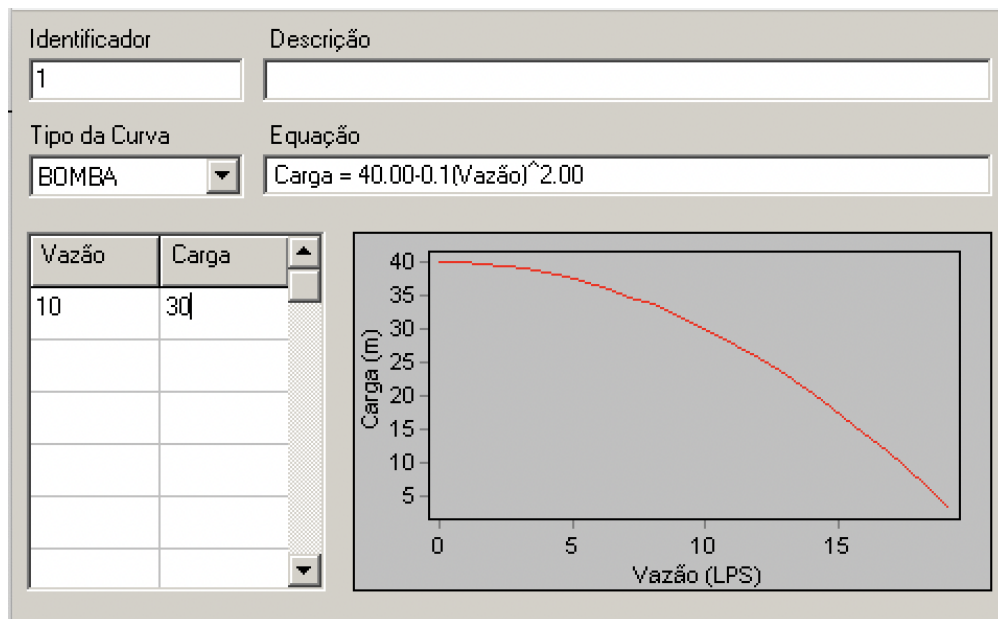 Identificador Descrição
1
Tipo da Curva Equação
BOMBA Carga = 40.00-0.1(Vazão)^2.00
Vazão Carga
10 30
Carga (m)
40
35
30
25
20
15
10
5
0 5 10 15
Vazão (LPS)